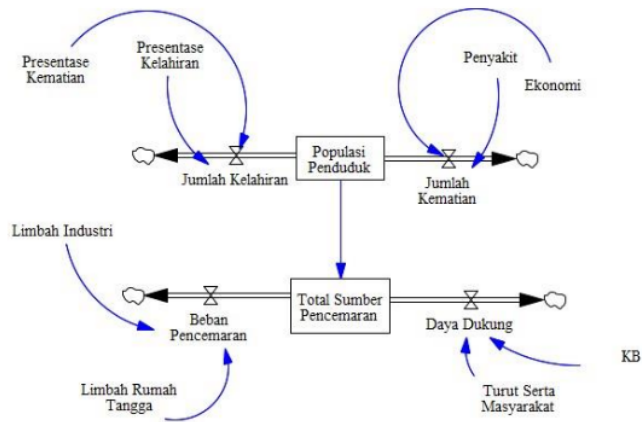 Presentase
Kematian
Presentase
Kelahiran
Penyakit
Ekonomi
Jumlah Kelahiran
Populasi
Penduduk
Jumlah
Kematian
Limbah Industri
Beban
Pencemaran
Total Sumber
Pencemaran
Daya Dukung
KB
Limbah Rumah
Tangga
Turut Serta
Masyarakat